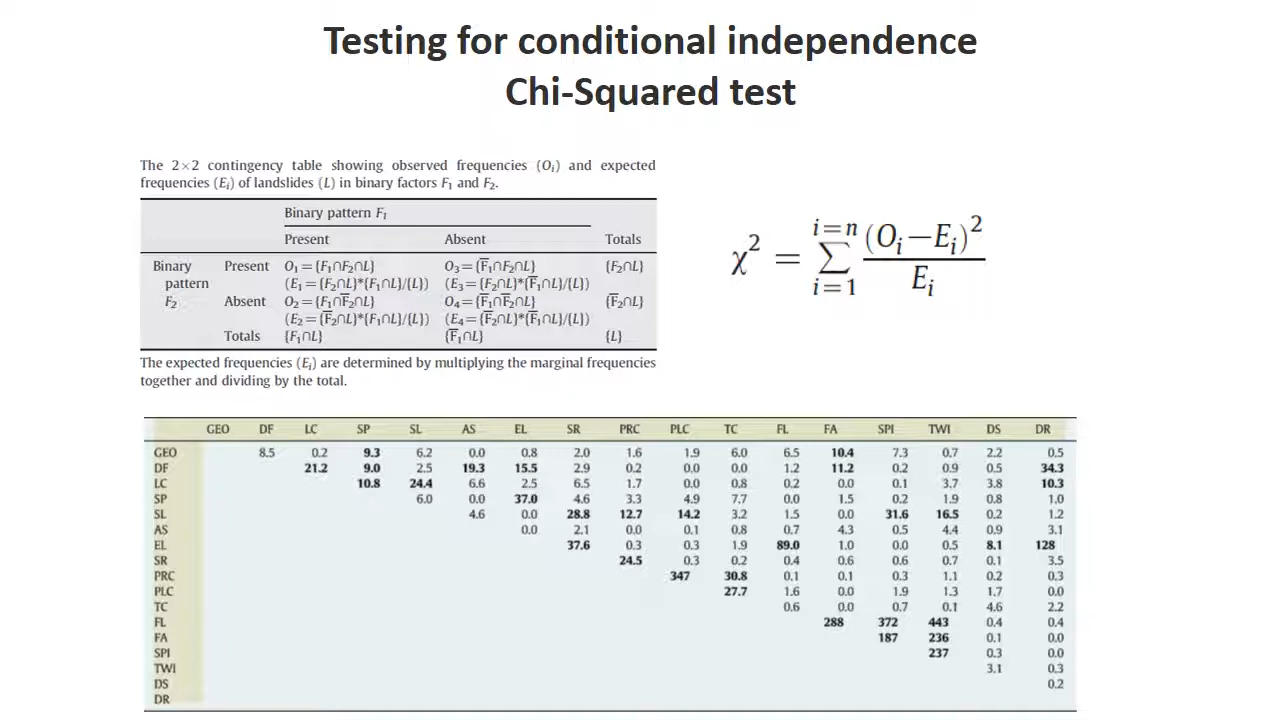 Testing for conditional independence
Chi-Squared test
The 2×2 contingency table showing observed frequencies (Oᵢ) and expected
frequencies (Eᵢ) of landslides (L) in binary factors F₁ and F₂.
Binary pattern F₁
Present Absent Totals
Binary Present O₁={F₁∩F₂∩L} O₃={F̅₁∩F₂∩L} {F₂∩L}
pattern (E₁={F₂∩L}*{F₁∩L}/{L}) (E₃={F₂∩L}*{F̅₁∩L}/{L})
F₂ Absent O₂={F₁∩F̅₂∩L} O₄={F̅₁∩F̅₂∩L} {F̅₂∩L}
(E₂={F̅₂∩L}*{F₁∩L}/{L}) (E₄={F̅₂∩L}*{F̅₁∩L}/{L})
Totals {F₁∩L} {F̅₁∩L} {L}
The expected frequencies (Eᵢ) are determined by multiplying the marginal frequencies
together and dividing by the total.
χ² = ∑ i=1 i=n (Oᵢ−Eᵢ)² / Eᵢ
GEO DF LC SP SL AS EL SR PRC PLC TC FL FA SPI TWI DS DR
GEO 8.5 0.2 9.3 6.2 0.0 0.8 2.0 1.6 1.9 6.0 6.5 10.4 7.3 0.7 2.2 0.5
DF 21.2 9.0 2.5 19.3 15.5 2.9 0.2 0.0 0.0 1.2 11.2 0.2 0.9 0.5 34.3
LC 10.8 24.4 6.6 2.5 6.5 1.7 0.0 0.8 0.2 0.0 0.1 3.7 3.8 10.3
SP 6.0 0.0 37.0 4.6 3.3 4.9 7.7 0.0 1.5 0.2 1.9 0.8 1.0
SL 4.6 0.0 28.8 12.7 14.2 3.2 1.5 0.0 31.6 16.5 0.2 1.2
AS 0.0 2.1 0.0 0.1 0.8 0.7 4.3 0.5 4.4 0.9 3.1
EL 37.6 0.3 0.3 1.9 89.0 1.0 0.0 0.5 8.1 128
SR 24.5 0.3 0.2 0.4 0.6 0.6 0.7 0.1 3.5
PRC 347 30.8 0.1 0.1 0.3 1.1 0.2 0.3
PLC 27.7 1.6 0.0 1.9 1.3 1.7 0.0
TC 0.6 0.0 0.7 0.1 4.6 2.2
FL 288 372 443 0.4 0.4
FA 187 236 0.1 0.0
SPI 237 0.3 0.0
TWI 3.1 0.3
DS 0.2
DR